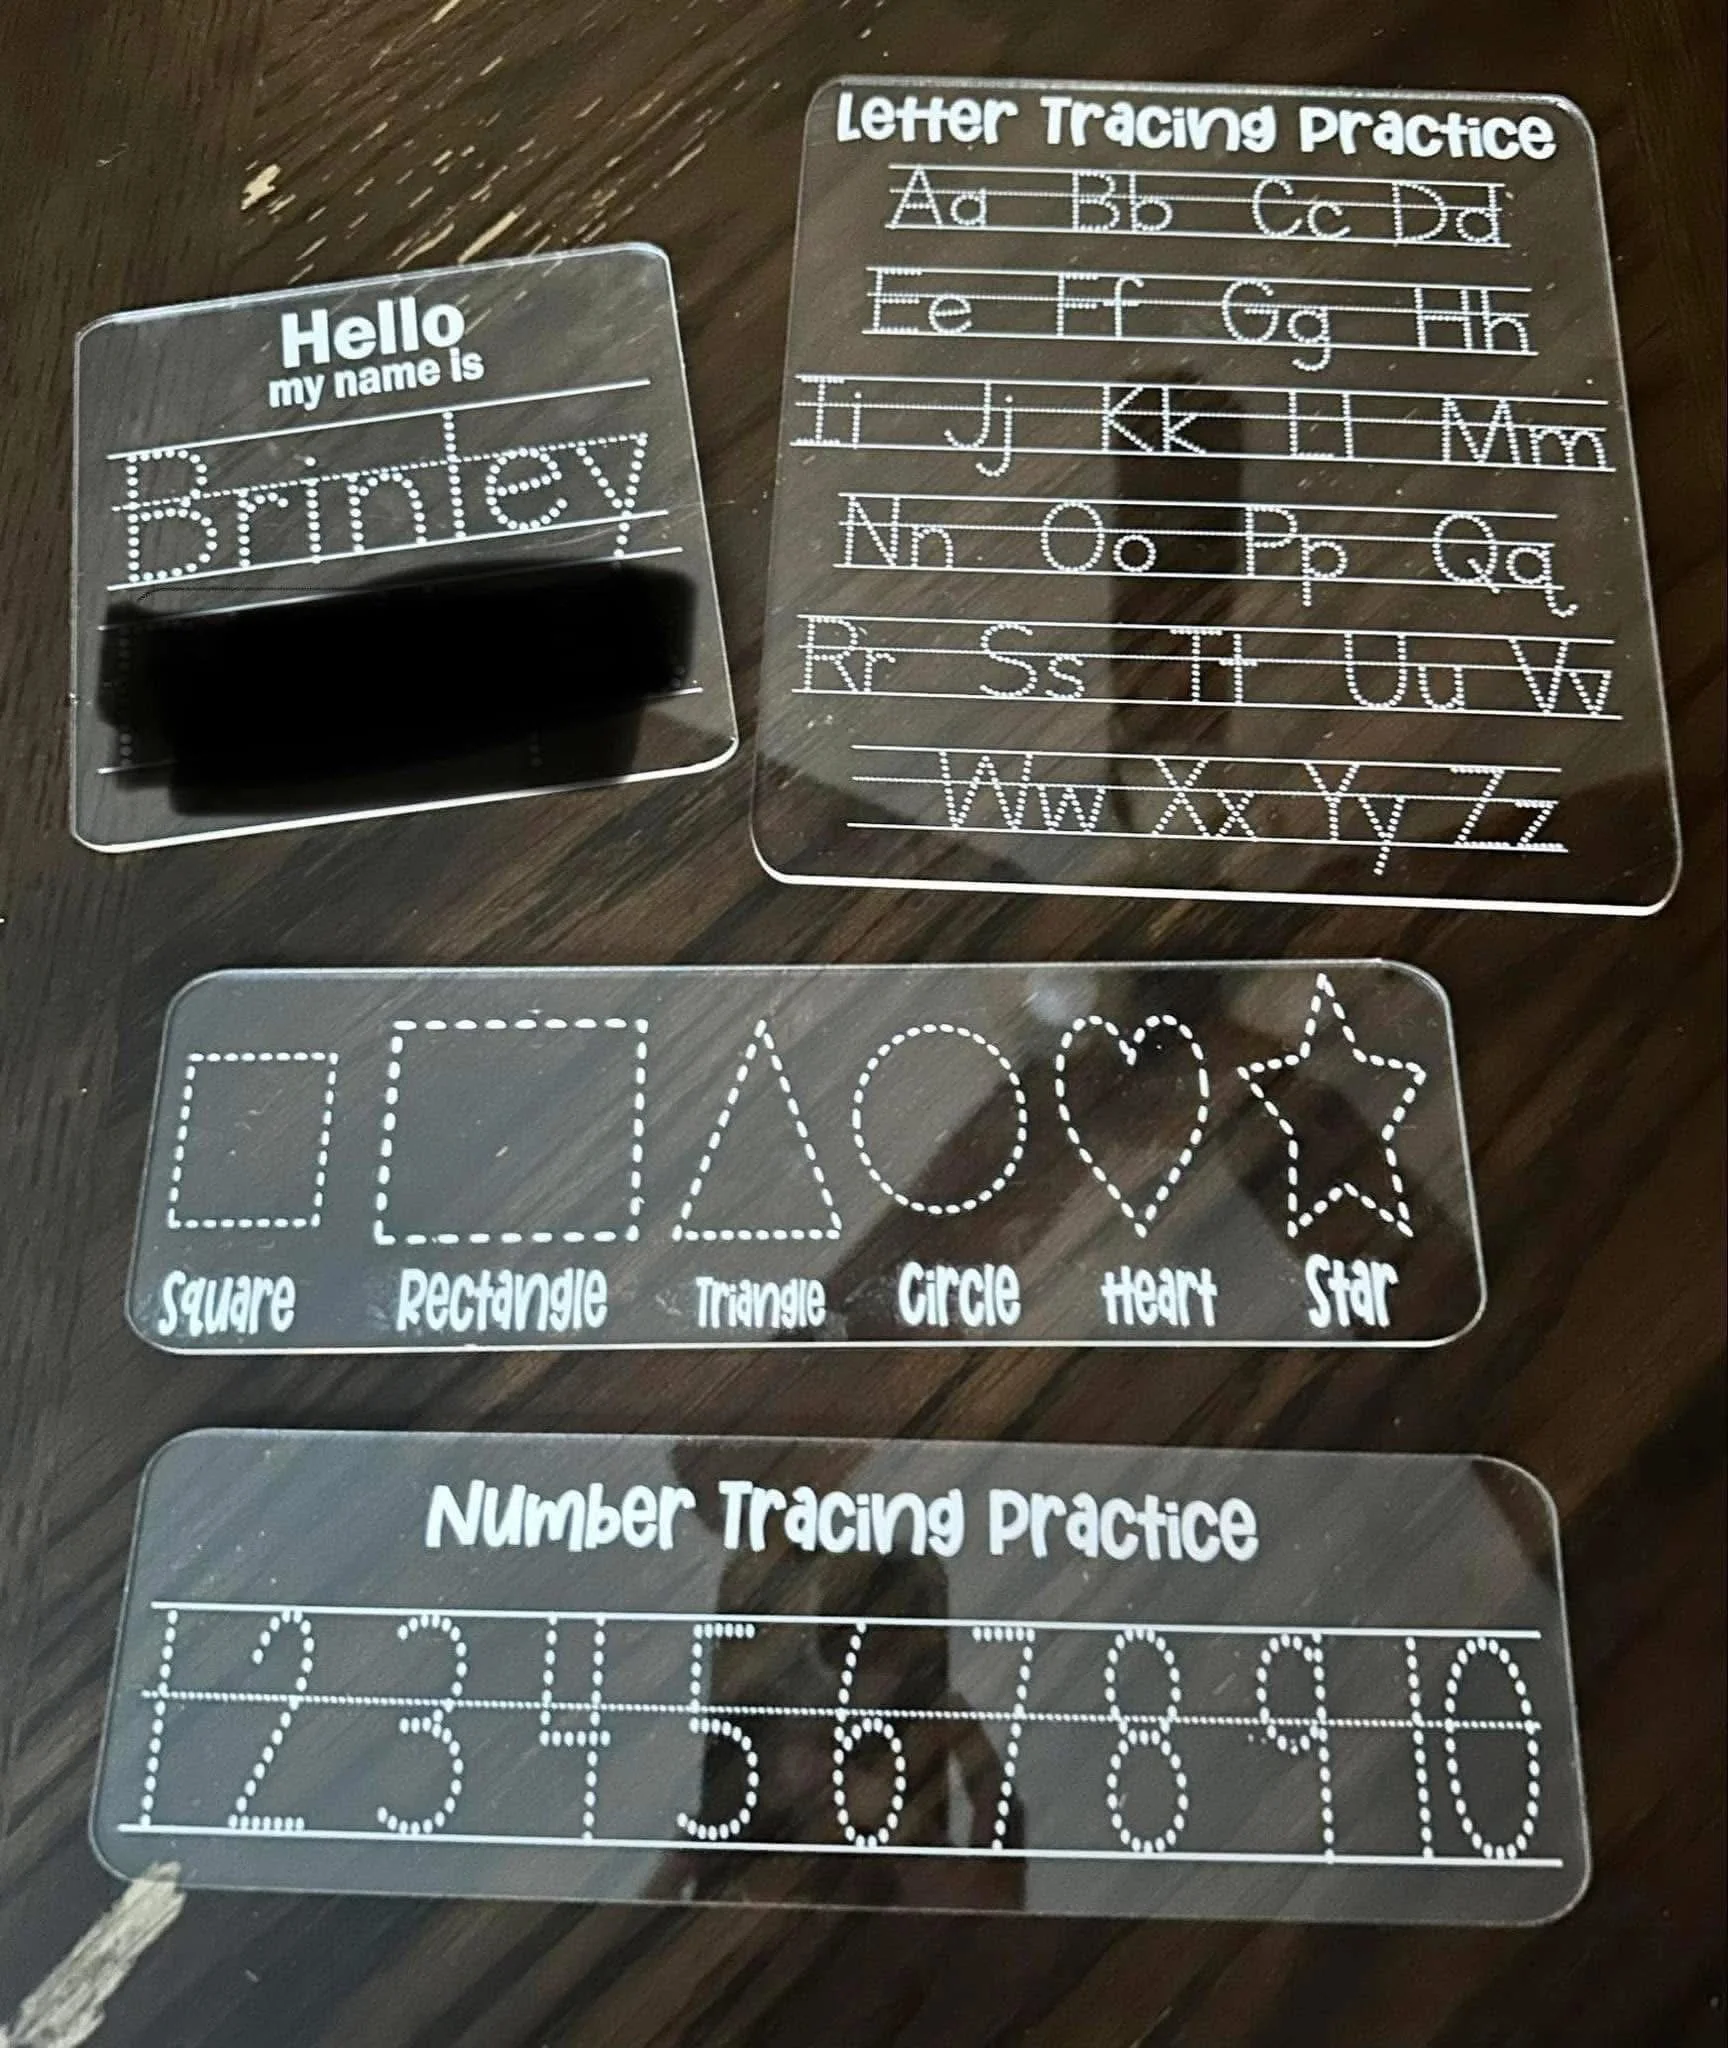 Hello
my name is
Brinley
Letter Tracing Practice
Aa Bb Cc Dd
Ee Ff Gg Hh
Ii Jj Kk Ll Mm
Nn Oo Pp Qq
Rr Ss Tt Uu Vv
Ww Xx Yy Zz
Square Rectangle Triangle Circle Heart Star
Number Tracing Practice
1 2 3 4 5 6 7 8 9 10